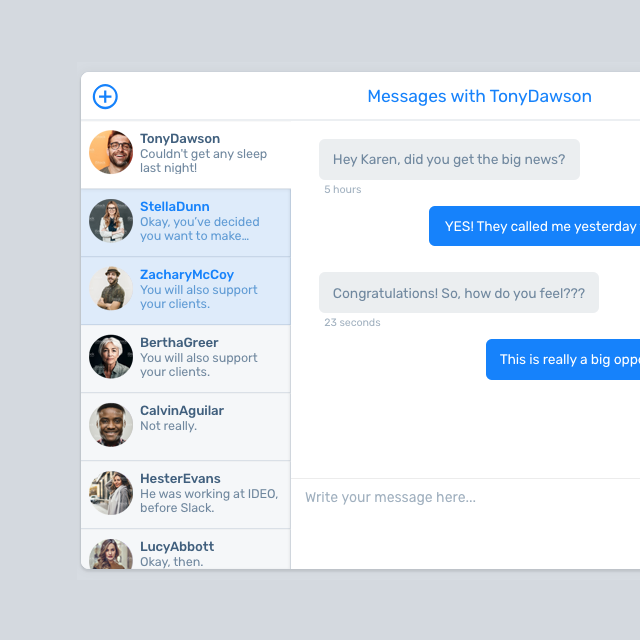 Messages with TonyDawson
TonyDawson
Couldn't get any sleep
last night!
StellaDunn
Okay, you've decided
you want to make…
ZacharyMcCoy
You will also support
your clients.
BerthaGreer
You will also support
your clients.
CalvinAguilar
Not really.
HesterEvans
He was working at IDEO,
before Slack.
LucyAbbott
Okay, then.
Hey Karen, did you get the big news?
5 hours
YES! They called me yesterday
Congratulations! So, how do you feel???
23 seconds
This is really a big
Write your message here...